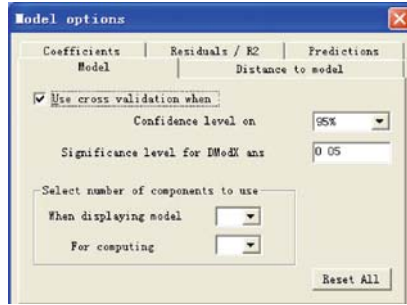 Model options
Coefficients Residuals / R2 Predictions
Model Distance to model
Use cross validation when
Confidence level on 95%
Significance level for DModX ans 0 05
Select number of components to use
When displaying model
For computing
Reset All